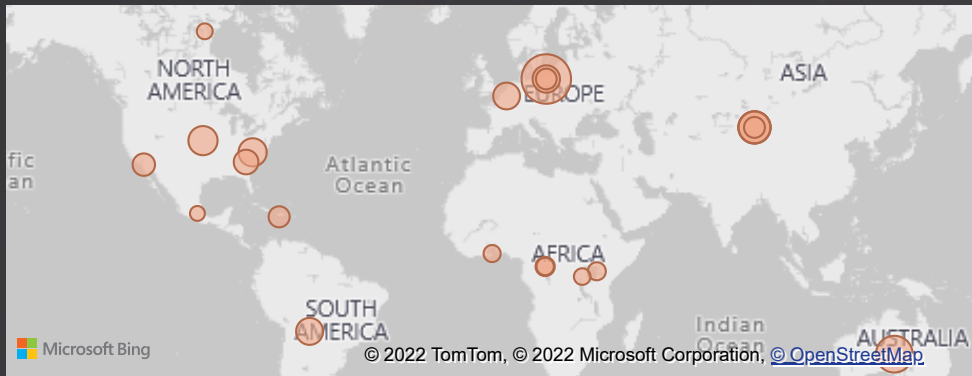 NORTH
AMERICA
EUROPE
ASIA
fic
an
Atlantic
Ocean
AFRICA
SOUTH
AMERICA
Indian
Ocean
AUSTRALIA
Microsoft Bing
© 2022 TomTom, © 2022 Microsoft Corporation, © OpenStreetMap